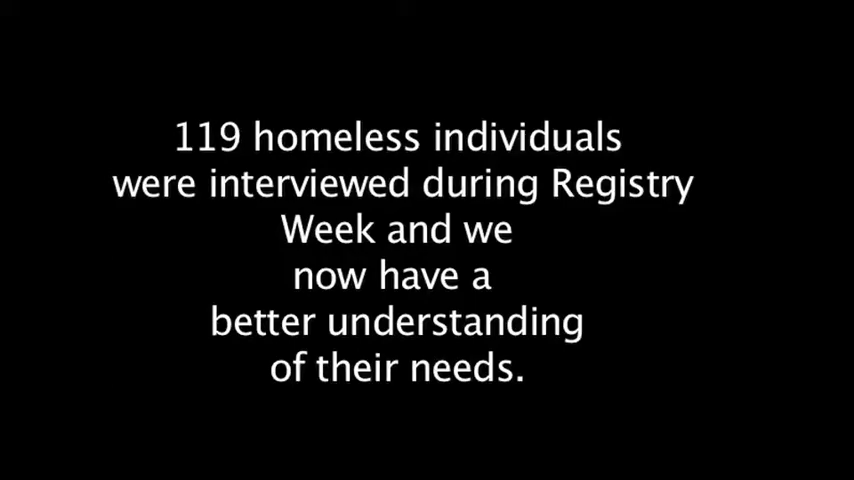 119 homeless individuals
were interviewed during Registry
Week and we
now have a
better understanding
of their needs.